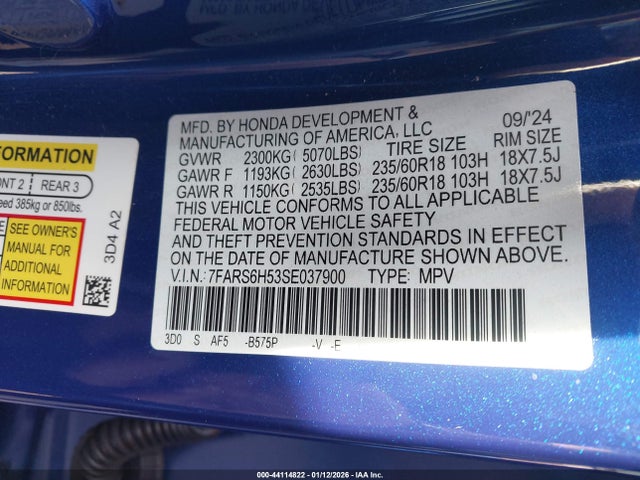 MFD. BY HONDA DEVELOPMENT & 09/'24
MANUFACTURING OF AMERICA, LLC
GVWR 2300KG( 5070LBS) TIRE SIZE RIM SIZE
GAWR F 1193KG( 2630LBS) 235/60R18 103H 18X7.5J
GAWR R 1150KG( 2535LBS) 235/60R18 103H 18X7.5J
THIS VEHICLE CONFORMS TO ALL APPLICABLE
FEDERAL MOTOR VEHICLE SAFETY
AND THEFT PREVENTION STANDARDS IN EFFECT
ON THE DATE OF MANUFACTURE SHOWN ABOVE.
V.I.N.: 7FARS6H53SE037900 TYPE: MPV
3D0 S AF5 -B575P -V -E
FORMATION
ONT 2 REAR 3
eed 385kg or 850lbs.
SEE OWNER'S
MANUAL FOR
ADDITIONAL
INFORMATION
3D4 A2
000-44114822 - 01/12/2026 - IAA Inc.